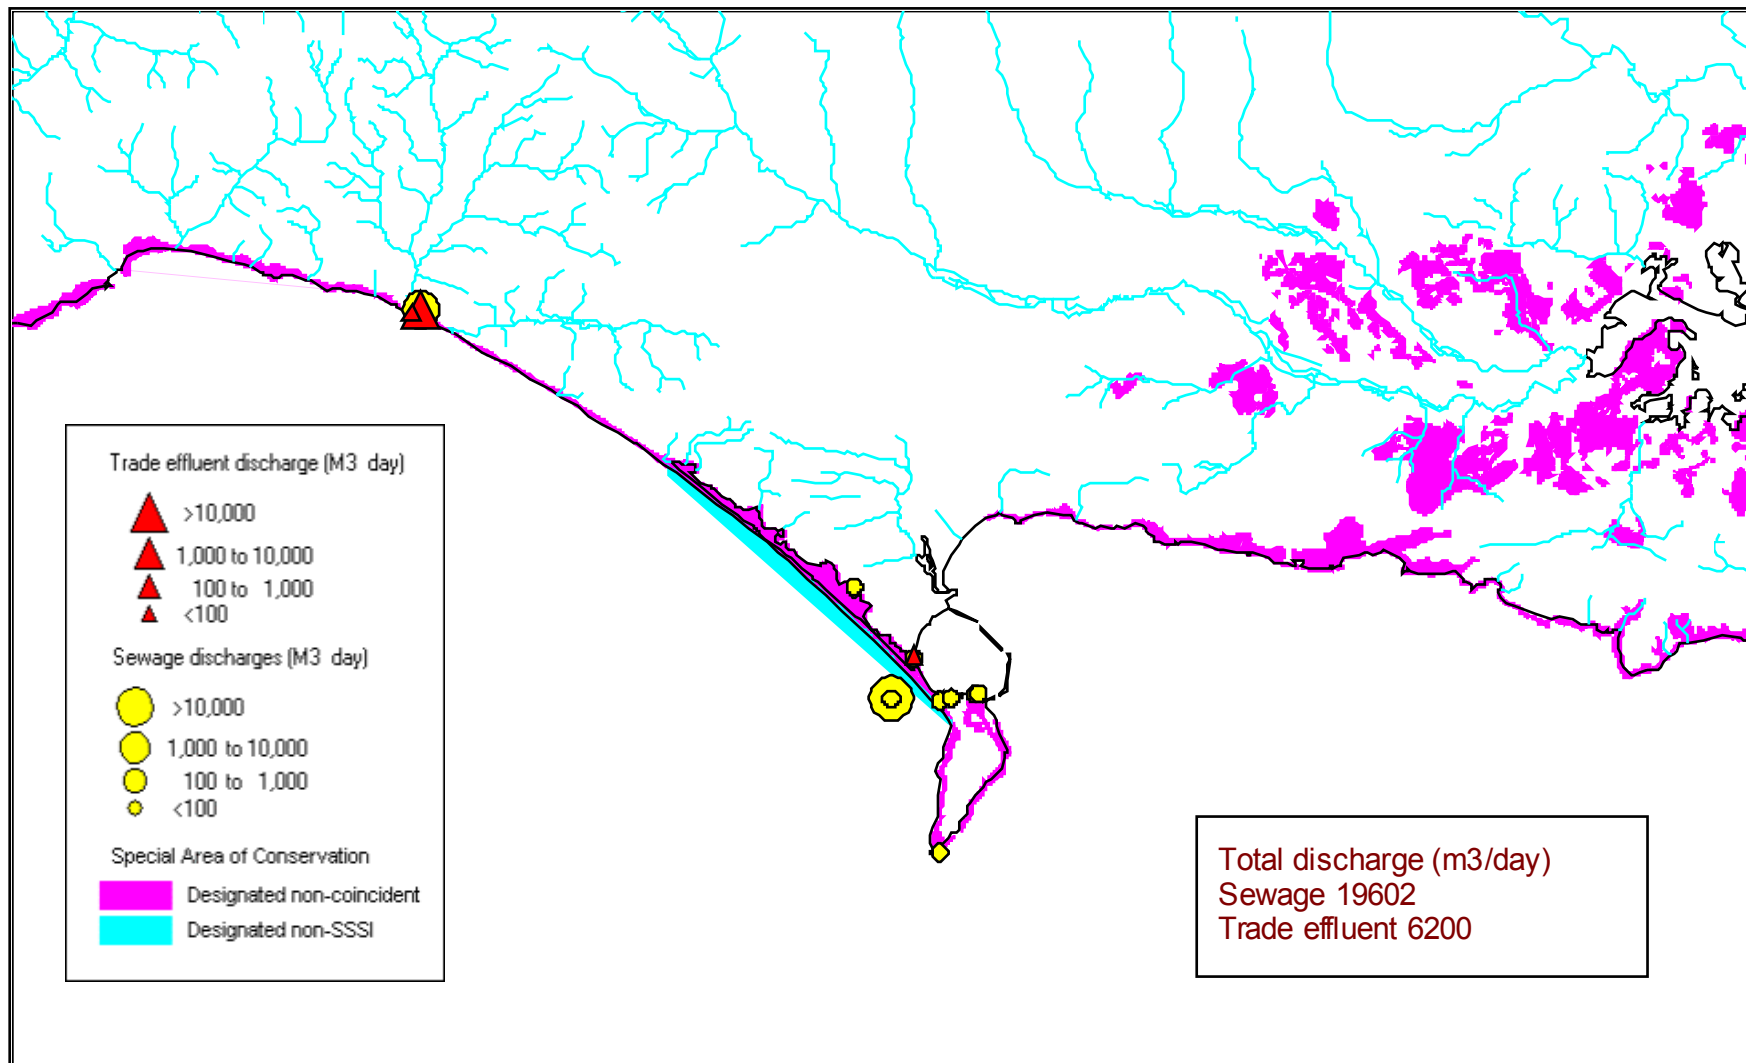 Trade effluent discharge (M3 day)
>10,000
1,000 to 10,000
100 to 1,000
<100
Sewage discharges (M3 day)
>10,000
1,000 to 10,000
100 to 1,000
<100
Special Area of Conservation
Designated non-coincident
Designated non-SSSI
Total discharge (m3/day)
Sewage 19602
Trade effluent 6200